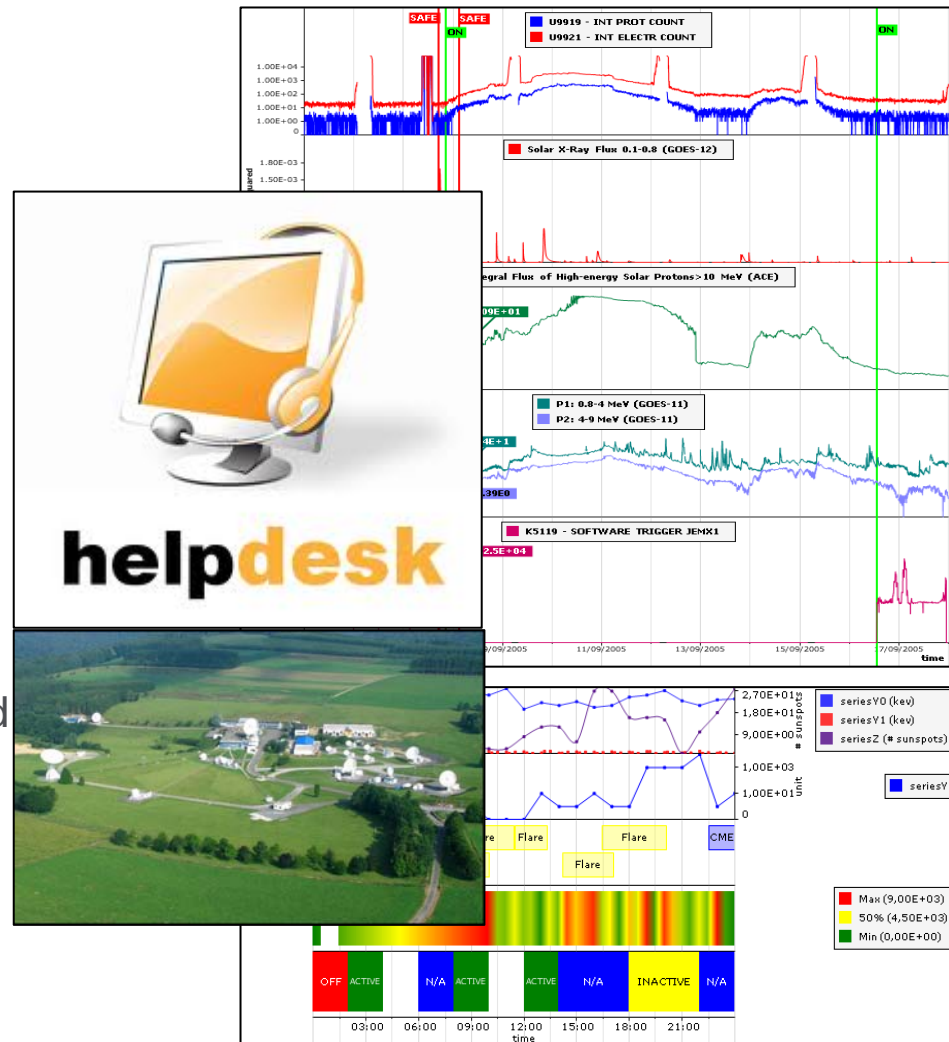 SAFE
SAFE
ON
U9919 - INT PROT COUNT
U9921 - INT ELECTR COUNT
ON
1.00E+04
1.00E+03
1.00E+02
1.00E+01
1.00E+00
0
Solar X-Ray Flux 0.1-0.8 (GOES-12)
1.80E-03
1.50E-03
quared
egral Flux of High-energy Solar Protons>10 MeV (ACE)
09E+01
P1: 0.8-4 MeV (GOES-11)
P2: 4-9 MeV (GOES-11)
4E+1
.39E0
K5119 - SOFTWARE TRIGGER JEMX1
2.5E+04
9/09/2005 11/09/2005 13/09/2005 15/09/2005 17/09/2005
time
helpdesk
d
2,70E+01
1,80E+01
9,00E+00
# sunspots
seriesY0 (kev)
seriesY1 (kev)
seriesZ (# sunspots)
1,00E+03
1,00E+01
0
unit
seriesY
re Flare Flare CME
Flare
Max (9,00E+03)
50% (4,50E+03)
Min (0,00E+00)
OFF ACTIVE N/A ACTIVE ACTIVE N/A INACTIVE N/A
03:00 06:00 09:00 12:00 15:00 18:00 21:00
time